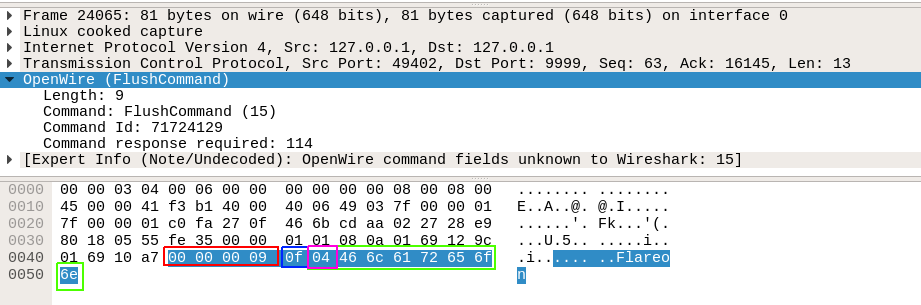 Frame 24065: 81 bytes on wire (648 bits), 81 bytes captured (648 bits) on interface 0
Linux cooked capture
Internet Protocol Version 4, Src: 127.0.0.1, Dst: 127.0.0.1
Transmission Control Protocol, Src Port: 49402, Dst Port: 9999, Seq: 63, Ack: 16145, Len: 13
OpenWire (FlushCommand)
Length: 9
Command: FlushCommand (15)
Command Id: 71724129
Command response required: 114
[Expert Info (Note/Undecoded): OpenWire command fields unknown to Wireshark: 15]
0000 00 00 03 04 00 06 00 00 00 00 00 00 08 00 08 00 ........ ........
0010 45 00 00 41 f3 b1 40 00 40 06 49 03 7f 00 00 01 E..A..@. @.I.....
0020 7f 00 00 01 c0 fa 27 0f 46 6b cd aa 02 27 28 e9 ......'. Fk...'(.
0030 80 18 05 55 fe 35 00 00 01 01 08 0a 01 69 12 9c ...U.5.. .....i..
0040 01 69 10 a7 00 00 00 09 0f 04 46 6c 61 72 65 6f .i...... ..Flareo
0050 6e n